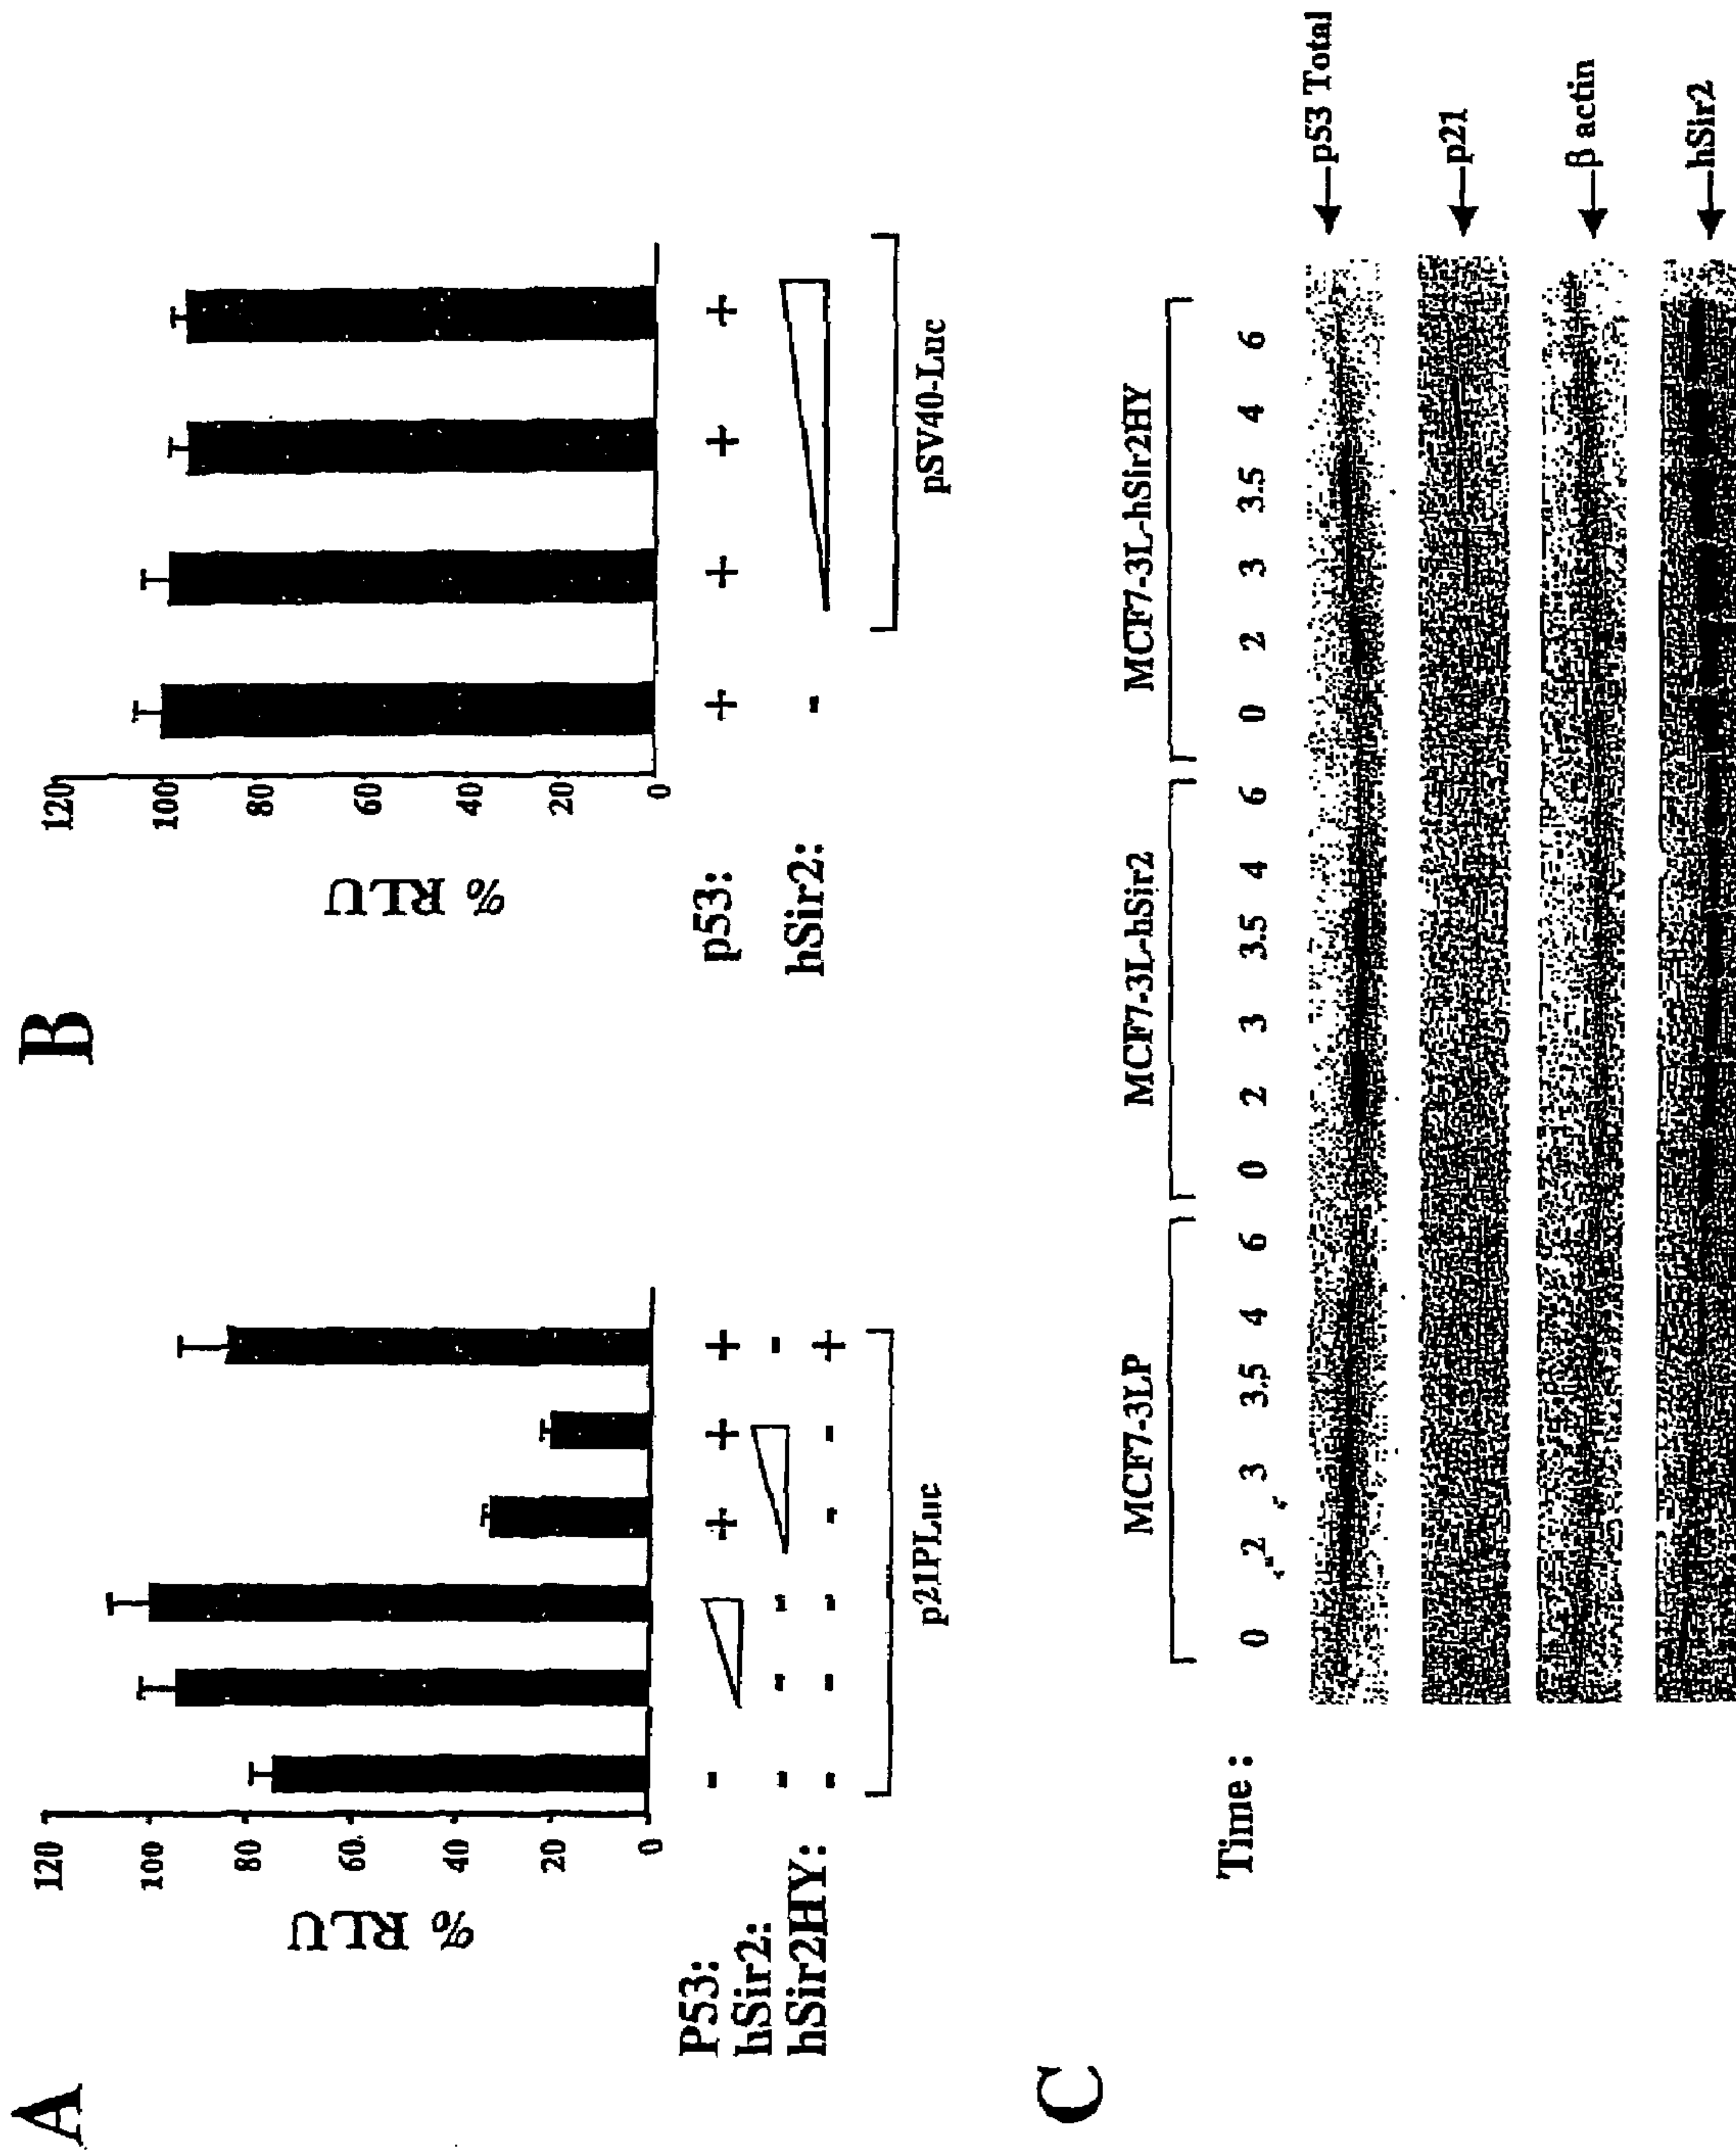 A
% RLU
120
100
80
60
40
20
0
P53: - + +  +
hSir2: - - - -
hSir2HY: - - - - - +
p21PLuc
B
% RLU
120
100
80
60
40
20
0
p53: + + + +
hSir2: -
pSV40-Luc
C
MCF7-3LP MCF7-3L-hSir2 MCF7-3L-hSir2HY
Time : 0 2 3 3.5 4 6 0 2 3 3.5 4 6 0 2 3 3.5 4 6
←p53 Total
←p21
←β actin
←hSir2